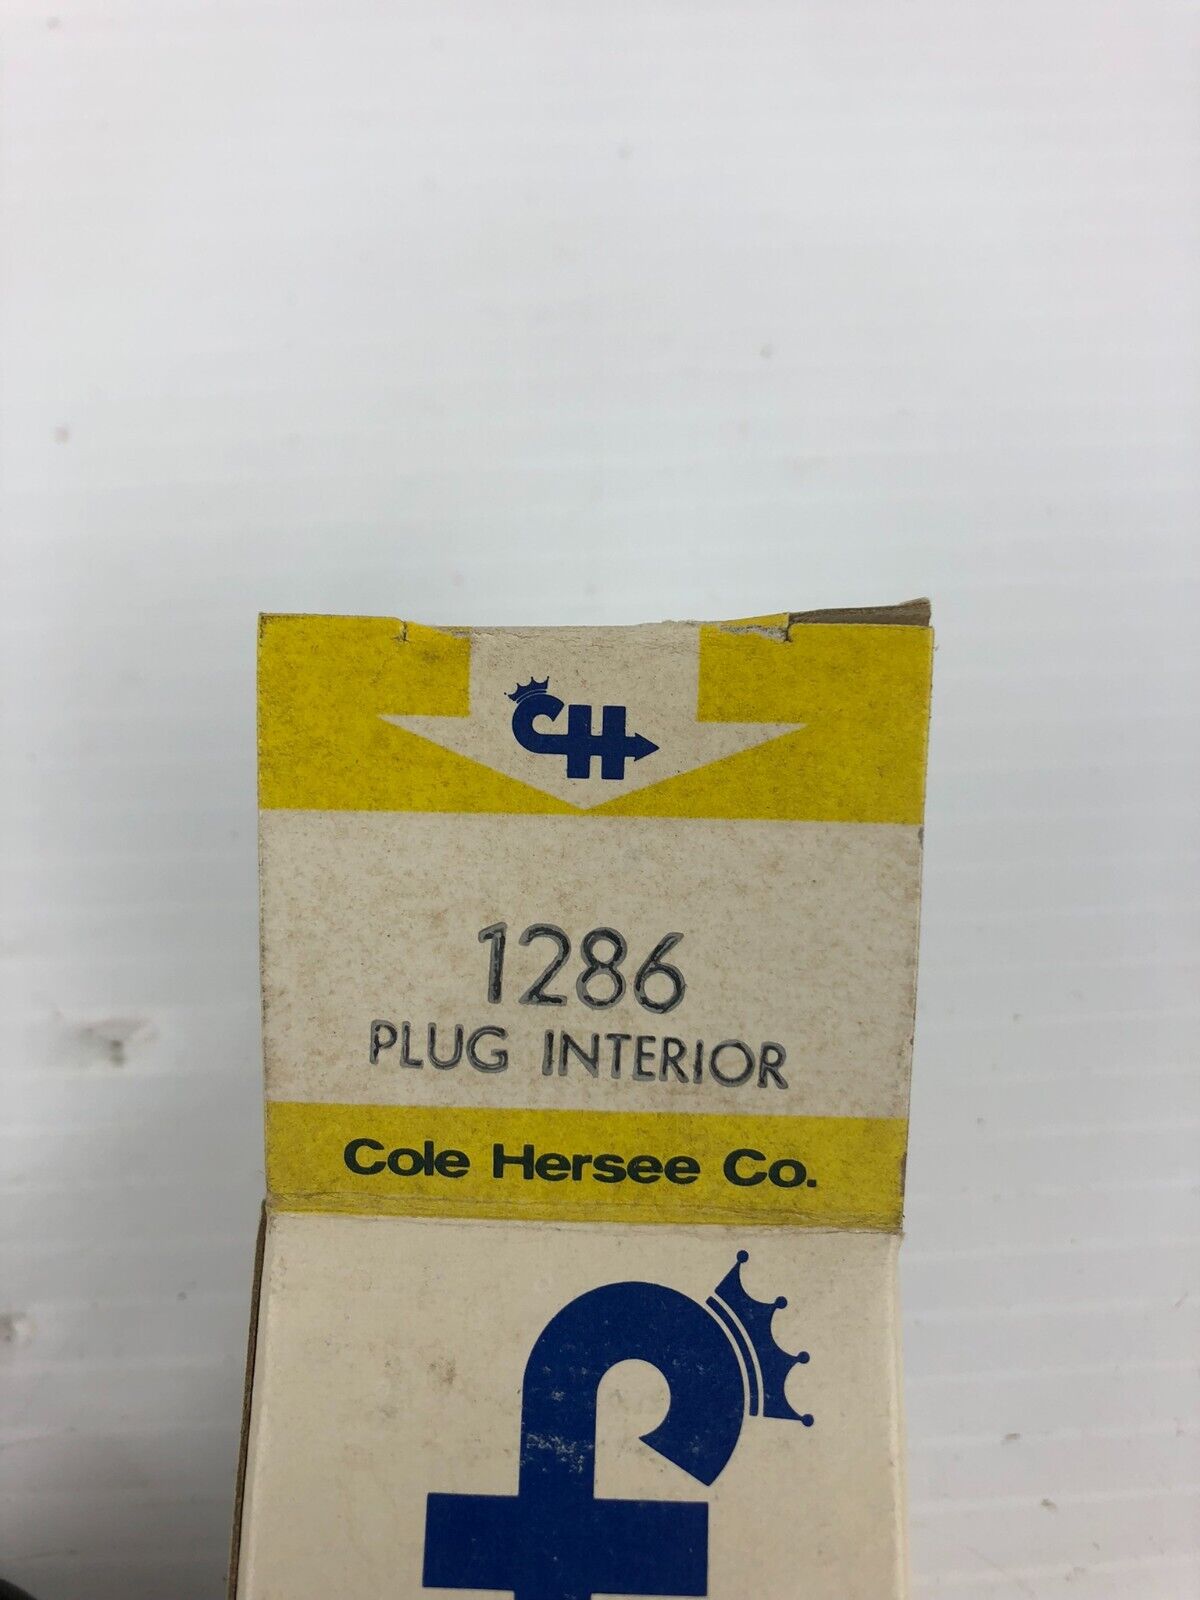 CH
1286
PLUG INTERIOR
Cole Hersee Co.